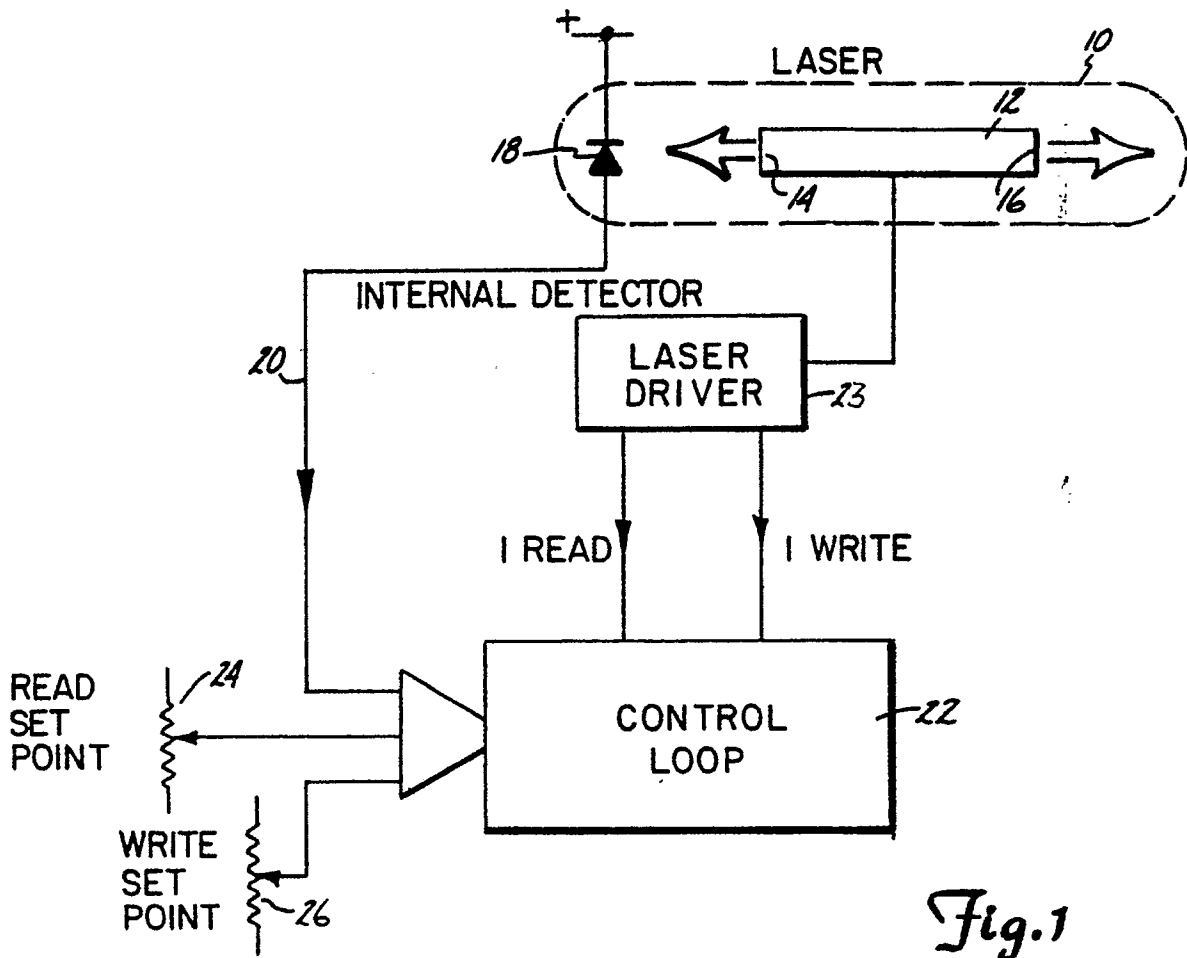 +
LASER
10
12
18
14
16
INTERNAL DETECTOR
20
LASER
DRIVER
23
I READ
I WRITE
READ
SET
POINT
24
CONTROL
LOOP
22
WRITE
SET
POINT
26
Fig.1